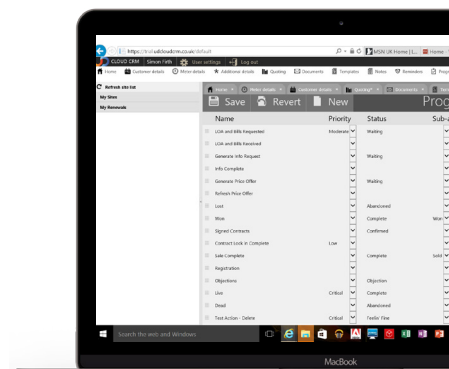 https://trial.ukcloudcrm.co.uk/default
MSN UK Home | L... Home
CLOUD CRM Simon Firth User settings Log out
Home Customer details Meter details Additional details Quoting Documents Templates Notes Reminders
Refresh site list
My Sites
My Renewals
Home Meter details Customer details Quoting Documents
Save Revert New Prog
Name Priority Status Sub-
LOA and Bills Requested Moderate Waiting
LOA and Bills Received
Generate Info Request Waiting
Info Complete
Generate Price Offer Waiting
Refresh Price Offer
Lost Abandoned
Won Complete Won
Signed Contracts Confirmed
Contract Lock in Complete Low
Sale Complete Complete Sold
Registration
Objections Objection
Live Critical Complete
Dead Abandoned
Test Action - Delete Critical Feelin' Fine
Search the web and Windows
MacBook